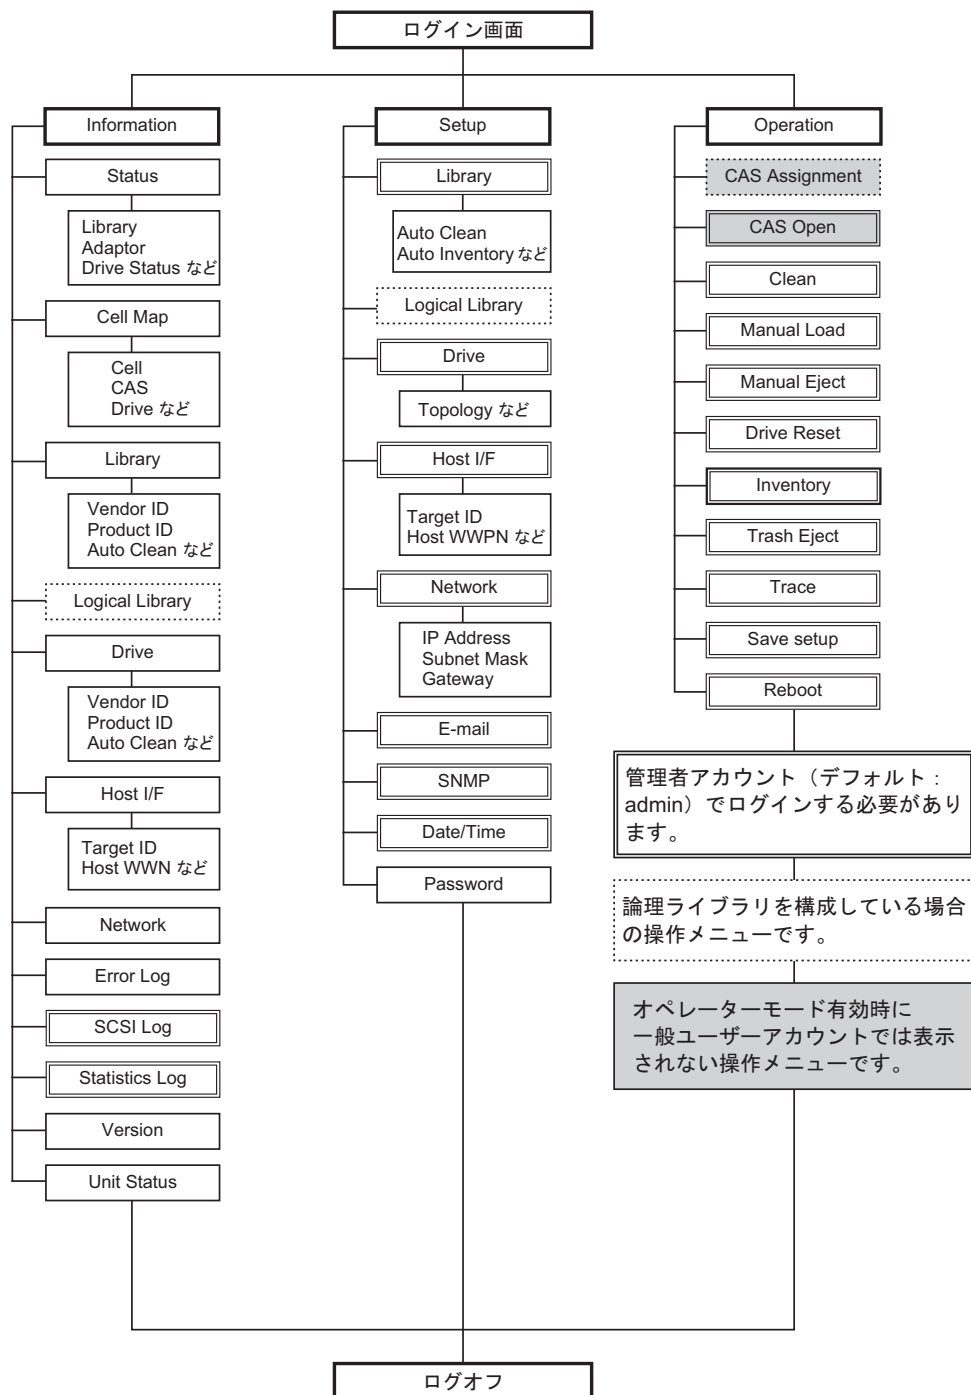 ログイン画面
Information
Status
Library
Adaptor
Drive Status など
Cell Map
Cell
CAS
Drive など
Library
Vendor ID
Product ID
Auto Clean など
Logical Library
Drive
Vendor ID
Product ID
Auto Clean など
Host I/F
Target ID
Host WWN など
Network
Error Log
SCSI Log
Statistics Log
Version
Unit Status
Setup
Library
Auto Clean
Auto Inventory など
Logical Library
Drive
Topology など
Host I/F
Target ID
Host WWPN など
Network
IP Address
Subnet Mask
Gateway
E-mail
SNMP
Date/Time
Password
Operation
CAS Assignment
CAS Open
Clean
Manual Load
Manual Eject
Drive Reset
Inventory
Trash Eject
Trace
Save setup
Reboot
管理者アカウント（デフォルト：
admin）でログインする必要があり
ます。
論理ライブラリを構成している場合
の操作メニューです。
オペレーターモード有効時に
一般ユーザーアカウントでは表示
されない操作メニューです。
ログオフ